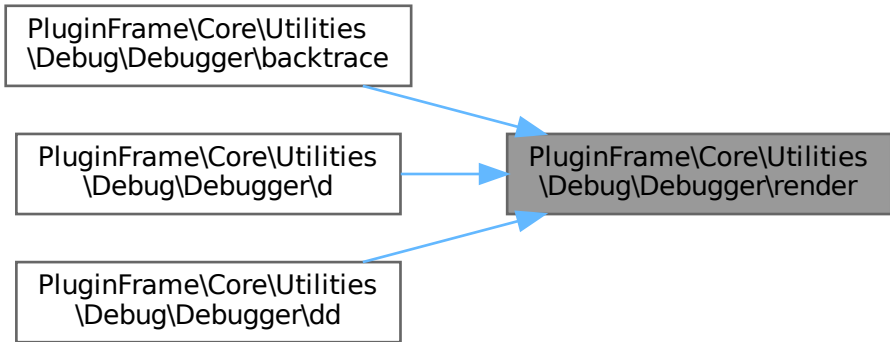 PluginFrame\Core\Utilities
\Debug\Debugger\backtrace
PluginFrame\Core\Utilities
\Debug\Debugger\d
PluginFrame\Core\Utilities
\Debug\Debugger\render
PluginFrame\Core\Utilities
\Debug\Debugger\dd